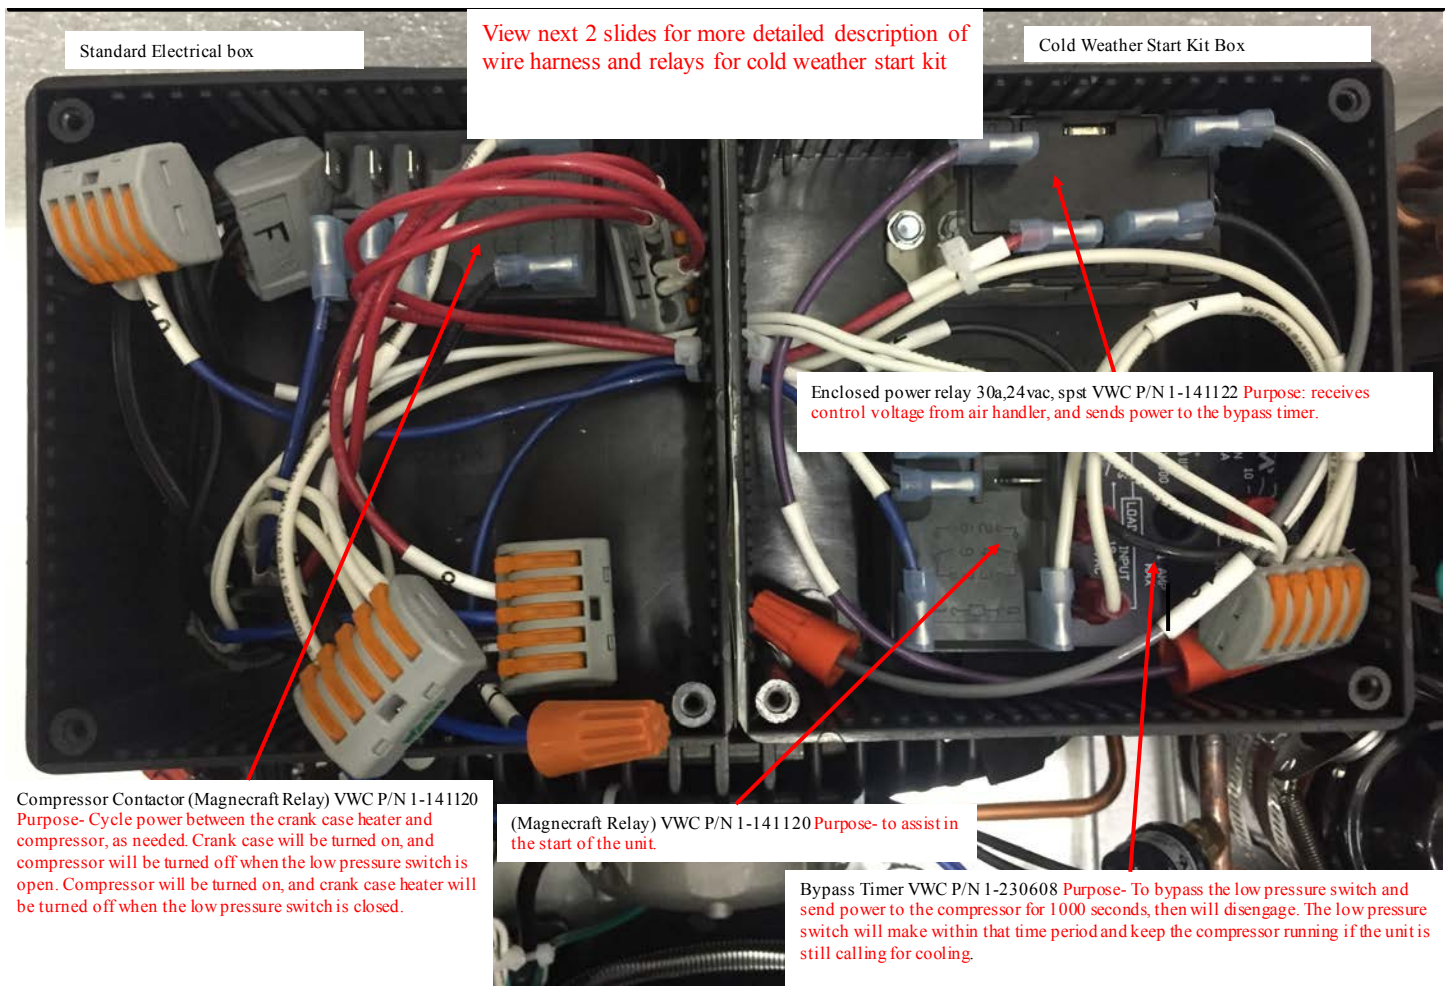 Standard Electrical box
View next 2 slides for more detailed description of
wire harness and relays for cold weather start kit
Cold Weather Start Kit Box
F
10
Enclosed power relay 30a,24vac, spst VWC P/N 1-141122 Purpose: receives
control voltage from air handler, and sends power to the bypass timer.
LOAD
INPUT
Compressor Contactor (Magnecraft Relay) VWC P/N 1-141120
Purpose- Cycle power between the crank case heater and
compressor, as needed. Crank case will be turned on, and
compressor will be turned off when the low pressure switch is
open. Compressor will be turned on, and crank case heater will
be turned off when the low pressure switch is closed.
(Magnecraft Relay) VWC P/N 1-141120 Purpose- to assist in
the start of the unit.
Bypass Timer VWC P/N 1-230608 Purpose- To bypass the low pressure switch and
send power to the compressor for 1000 seconds, then will disengage. The low pressure
switch will make within that time period and keep the compressor running if the unit is
still calling for cooling.